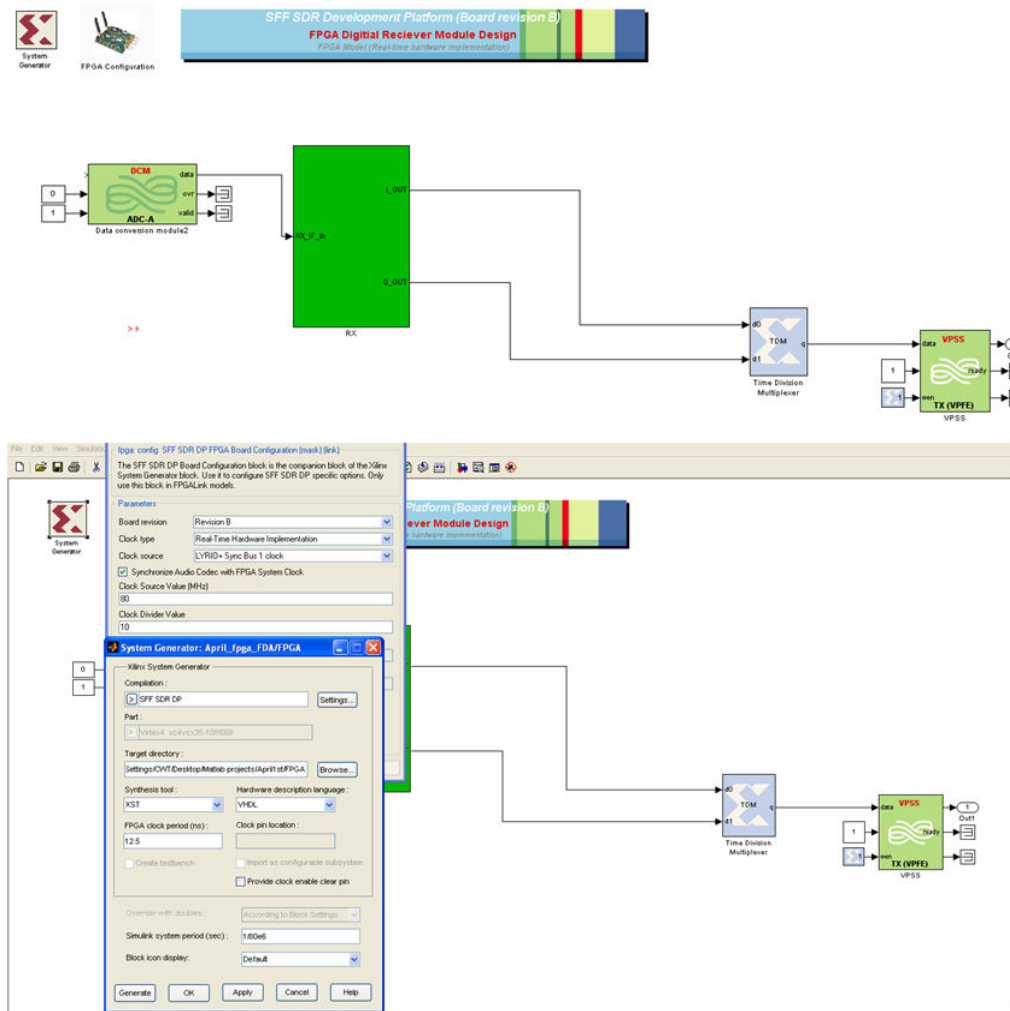 SFF SDR Development Platform (Board revision B)
FPGA Digitial Reciever Module Design
FPGA Model (Real-time hardware implementation)
System
Generator
FPGA Configuration
DCM
data
0
ovr
1
valid
ADC-A
Data conversion module2
I_OUT
RX_IF_In
Q_OUT
RX
d0
TDM
q
d1
Time Division
Multiplexer
VPSS
data
1
ready
1
wen
TX (VPFE)
VPSS
File Edit View Simulation
fpga: config SFF SDR DP FPGA Board Configuration (mask) (link)
The SFF SDR DP Board Configuration block is the companion block of the Xilinx
System Generator block. Use it to configure SFF SDR DP specific options. Only
use this block in FPGALink models.
Parameters
Board revision Revision B
Clock type Real-Time Hardware Implementation
Clock source LYRIO+ Sync Bus 1 clock
Synchronize Audio Codec with FPGA System Clock
Clock Source Value (MHz)
80
Clock Divider Value
10
System
Generator
Platform (Board revision B)
ever Module Design
hardware implementation)
System Generator: April_fpga_FDA/FPGA
Xilinx System Generator
Compilation :
> SFF SDR DP Settings...
Part :
> Virtex4 xc4vsx35-10ff668
Target directory :
Settings/CWT/Desktop/Matlab projects/April1st/FPGA Browse...
Synthesis tool : Hardware description language :
XST VHDL
FPGA clock period (ns) : Clock pin location :
12.5
Create testbench Import as configurable subsystem
Provide clock enable clear pin
Override with doubles : According to Block Settings
Simulink system period (sec) : 1/80e6
Block icon display: Default
Generate OK Apply Cancel Help
0
1
d0
TDM
q
d1
Time Division
Multiplexer
VPSS
data
1
Out1
1
ready
1
wen
TX (VPFE)
VPSS